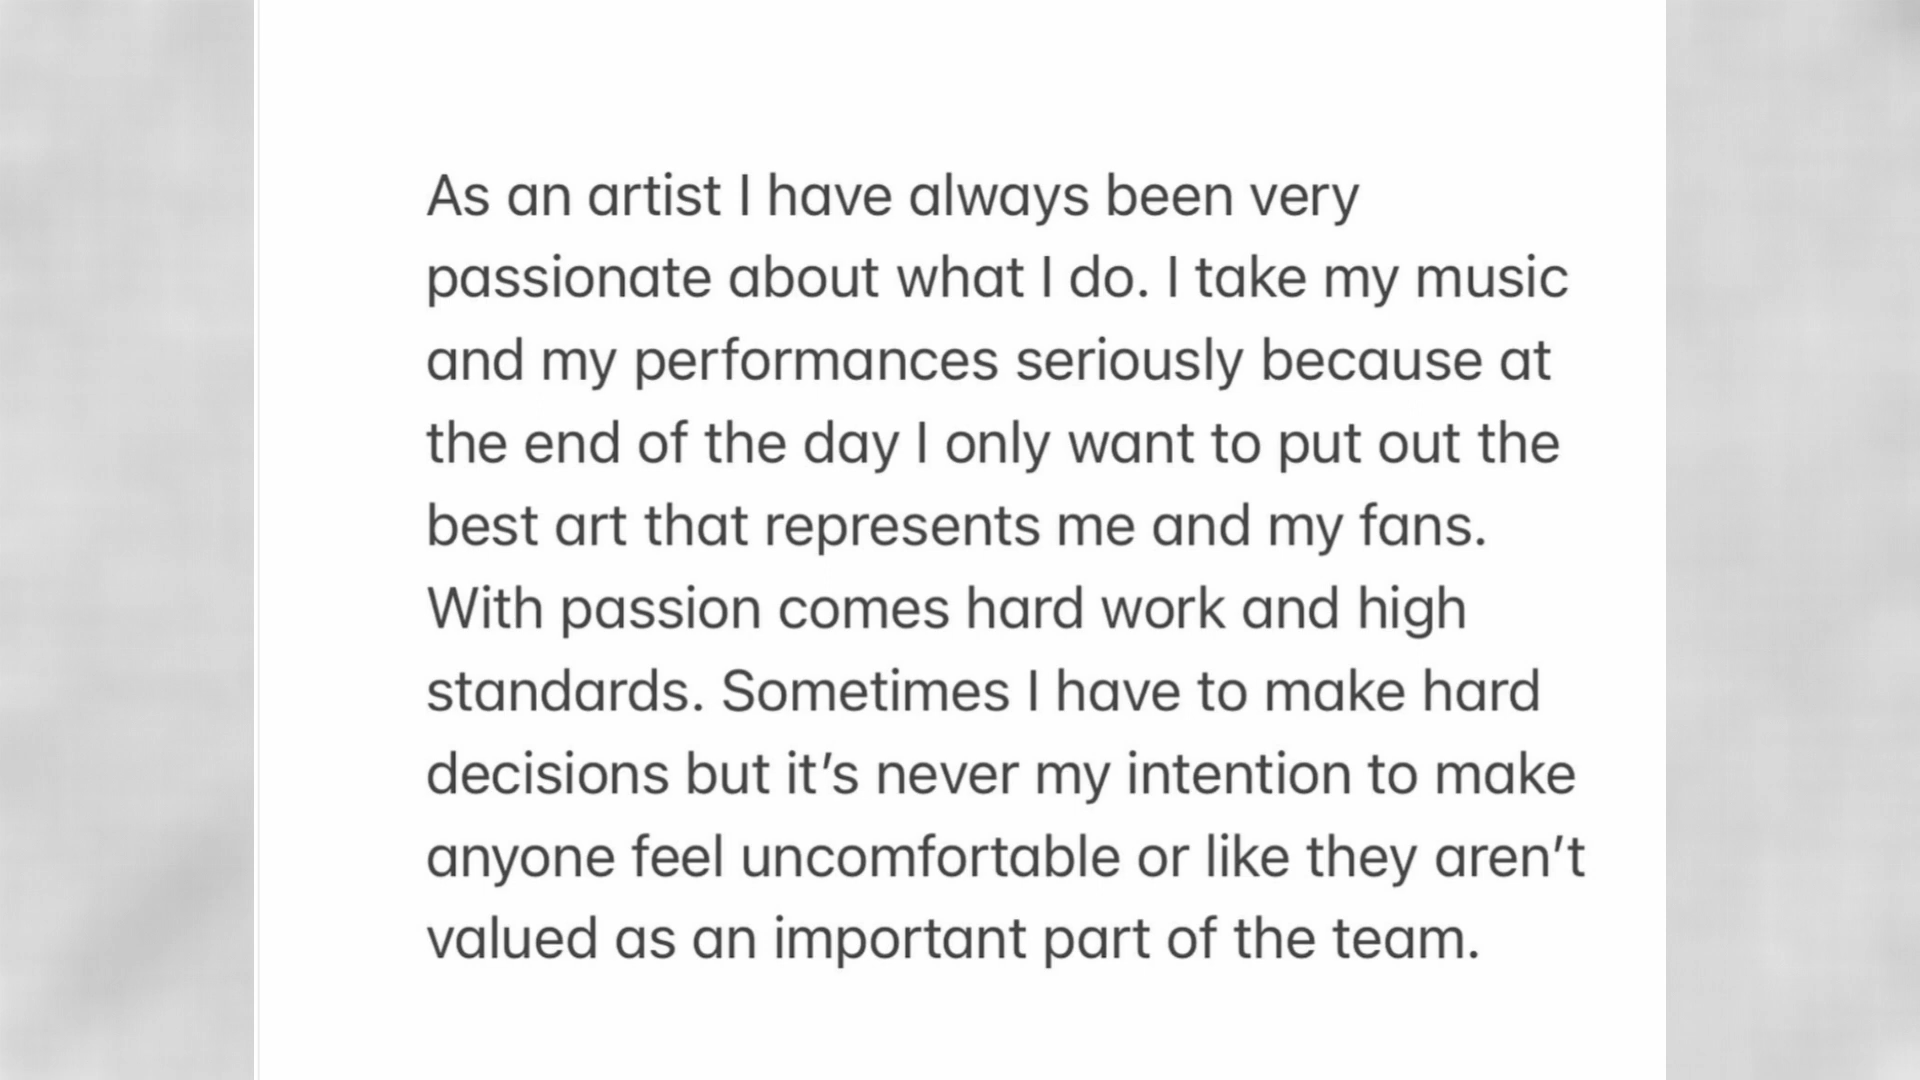 As an artist I have always been very
passionate about what I do. I take my music
and my performances seriously because at
the end of the day I only want to put out the
best art that represents me and my fans.
With passion comes hard work and high
standards. Sometimes I have to make hard
decisions but it’s never my intention to make
anyone feel uncomfortable or like they aren’t
valued as an important part of the team.